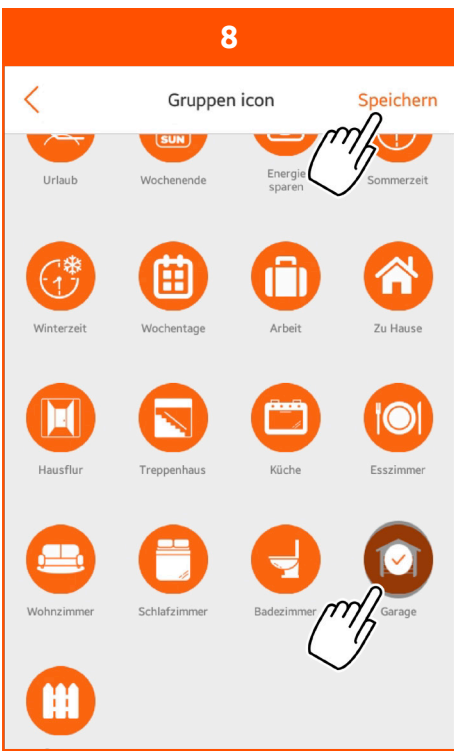 8
Gruppen icon
Speichern
SUN
Urlaub
Wochenende
Energie
sparen
Sommerzeit
Winterzeit
Wochentage
Arbeit
Zu Hause
Hausflur
Treppenhaus
Küche
Esszimmer
Wohnzimmer
Schlafzimmer
Badezimmer
Garage